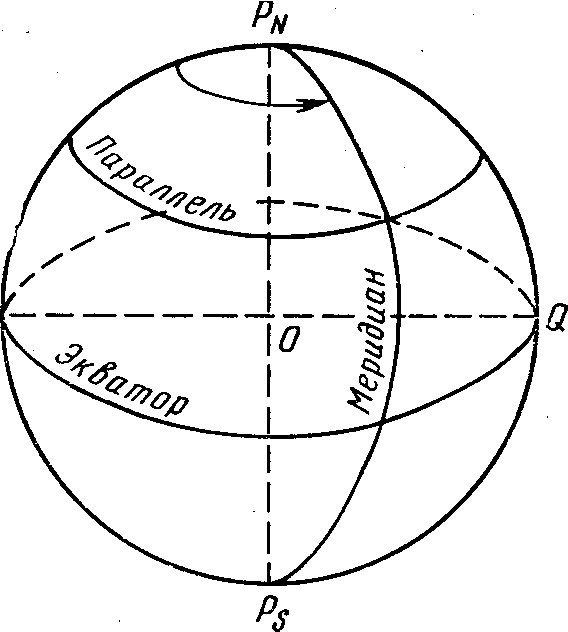 P_N
Параллель
Q
O
Экватор
Меридиан
P_S